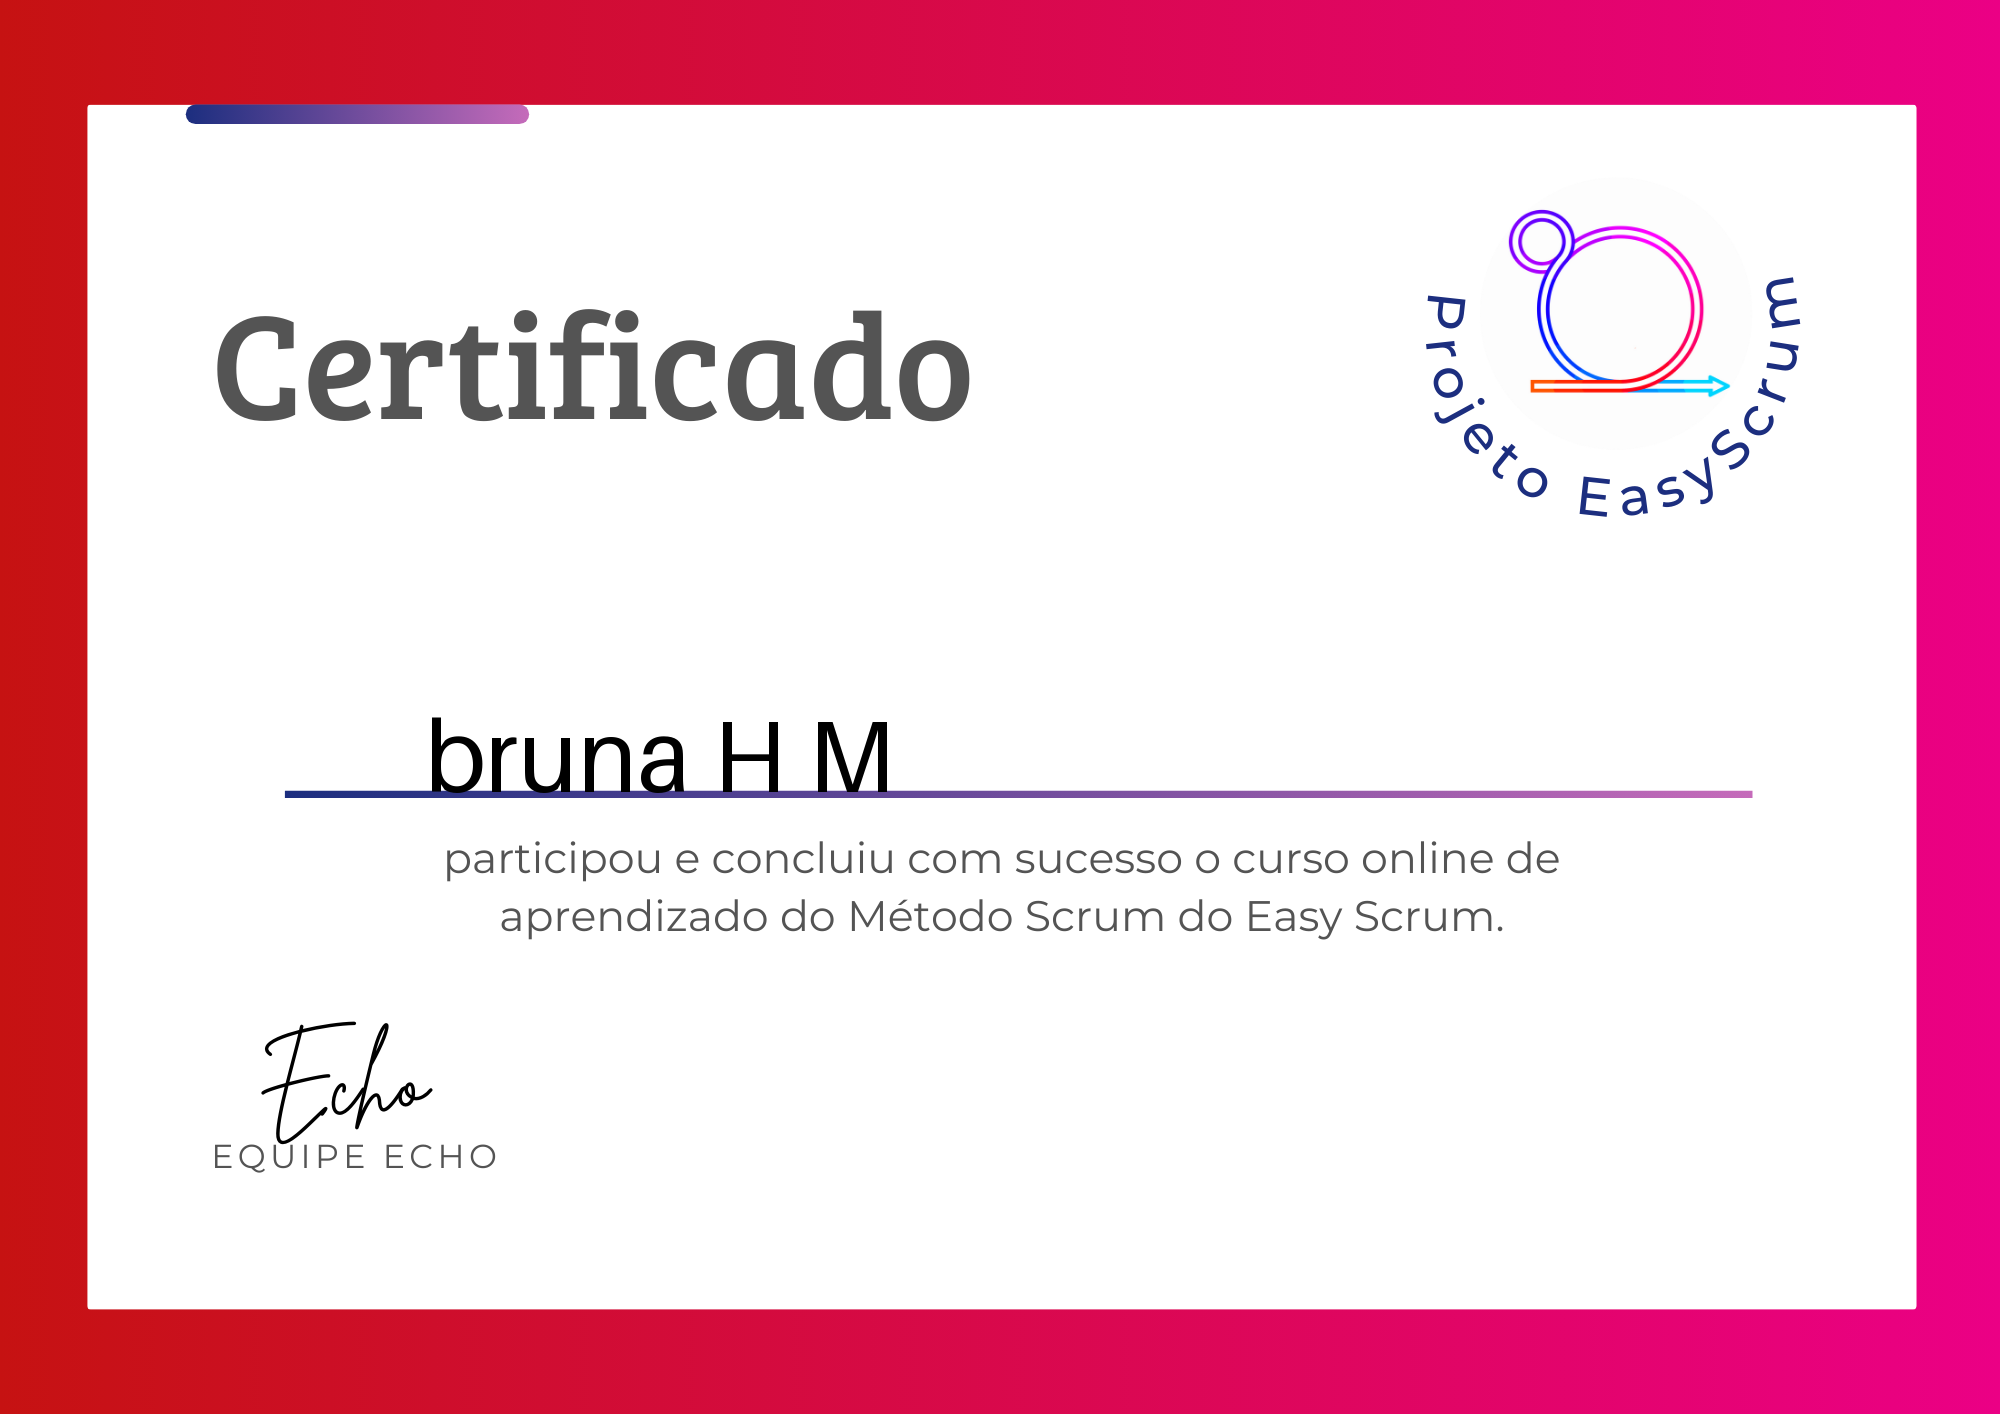 Certificado
Projeto EasyScrum
bruna H M
participou e concluiu com sucesso o curso online de
aprendizado do Método Scrum do Easy Scrum.
Echo
EQUIPE ECHO